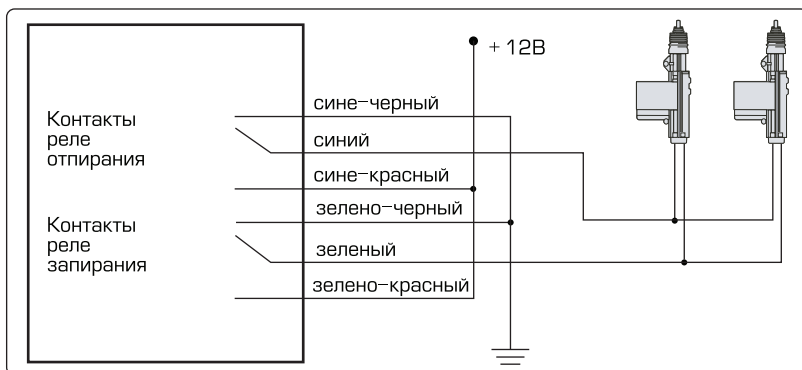 + 12В
сине-черный
Контакты
реле
отпирания
синий
сине-красный
зелено-черный
Контакты
реле
запирания
зеленый
зелено-красный